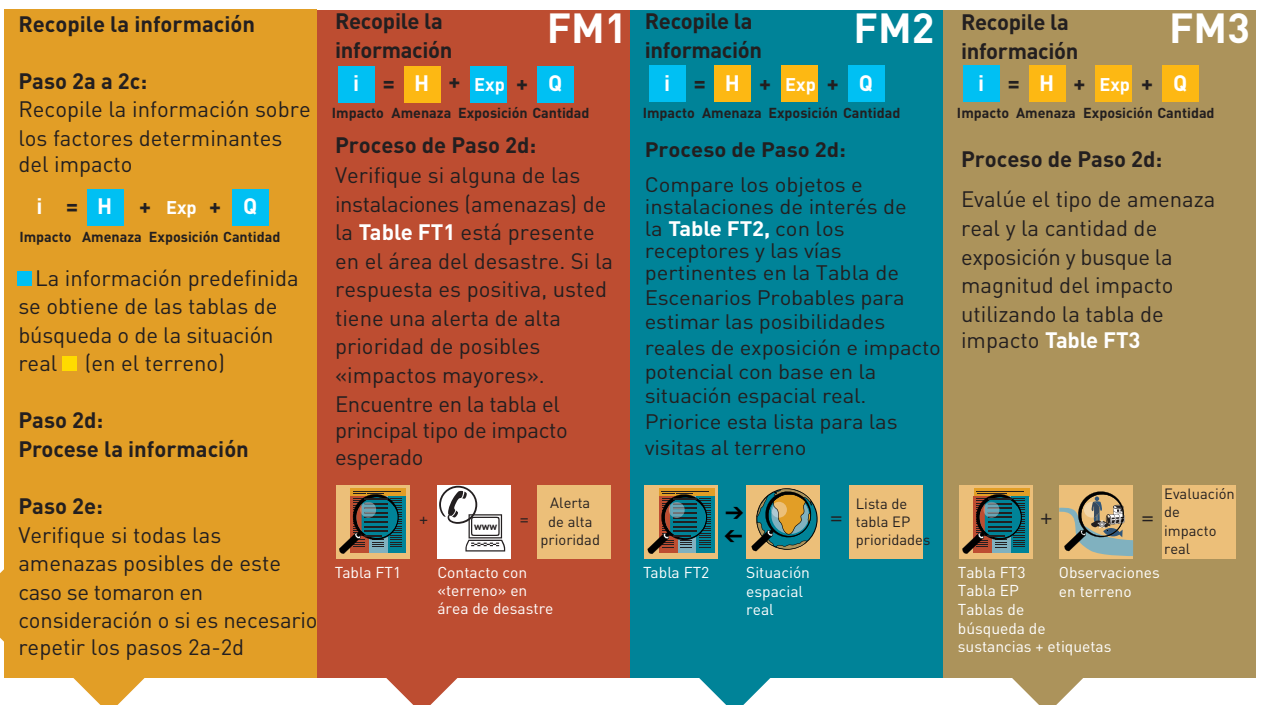 Recopile la información
Paso 2a a 2c:
Recopile la información sobre
los factores determinantes
del impacto
i = H + Exp + Q
Impacto Amenaza Exposición Cantidad
La información predefinida
se obtiene de las tablas de
búsqueda o de la situación
real (en el terreno)
Paso 2d:
Procese la información
Paso 2e:
Verifique si todas las
amenazas posibles de este
caso se tomaron en
consideración o si es necesario
repetir los pasos 2a-2d
Recopile la
información
FM1
i = H + Exp + Q
Impacto Amenaza Exposición Cantidad
Proceso de Paso 2d:
Verifique si alguna de las
instalaciones (amenazas) de
la Table FT1 está presente
en el área del desastre. Si la
respuesta es positiva, usted
tiene una alerta de alta
prioridad de posibles
«impactos mayores».
Encuentre en la tabla el
principal tipo de impacto
esperado
+
www
=
Alerta
de alta
prioridad
Tabla FT1
Contacto con
«terreno» en
área de desastre
Recopile la
información
FM2
i = H + Exp + Q
Impacto Amenaza Exposición Cantidad
Proceso de Paso 2d:
Compare los objetos e
instalaciones de interés de
la Table FT2, con los
receptores y las vías
pertinentes en la Tabla de
Escenarios Probables para
estimar las posibilidades
reales de exposición e impacto
potencial con base en la
situación espacial real.
Priorice esta lista para las
visitas al terreno
=
Lista de
tabla EP
prioridades
Tabla FT2
Situación
espacial
real
Recopile la
información
FM3
i = H + Exp + Q
Impacto Amenaza Exposición Cantidad
Proceso de Paso 2d:
Evalúe el tipo de amenaza
real y la cantidad de
exposición y busque la
magnitud del impacto
utilizando la tabla de
impacto Table FT3
+
=
Evaluación
de
impacto
real
Tabla FT3
Tabla EP
Tablas de
búsqueda de
sustancias + etiquetas
Observaciones
en terreno